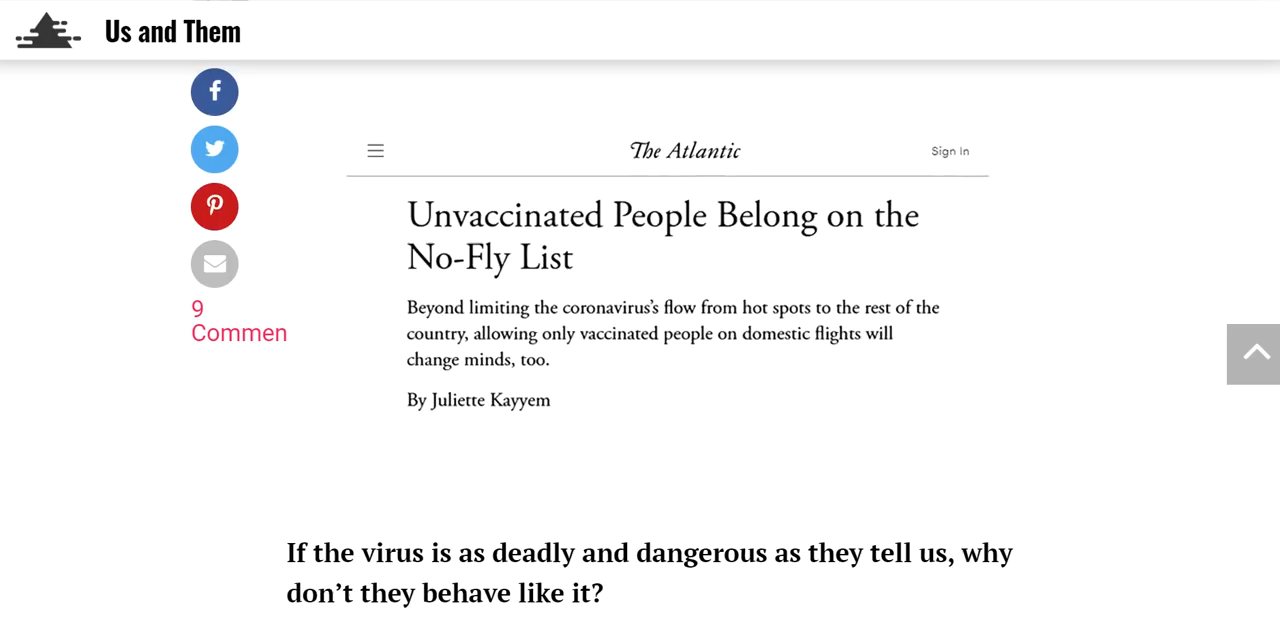 Us and Them
9
Commen
The Atlantic
Sign In
Unvaccinated People Belong on the
No-Fly List
Beyond limiting the coronavirus's flow from hot spots to the rest of the
country, allowing only vaccinated people on domestic flights will
change minds, too.
By Juliette Kayyem
If the virus is as deadly and dangerous as they tell us, why
don't they behave like it?